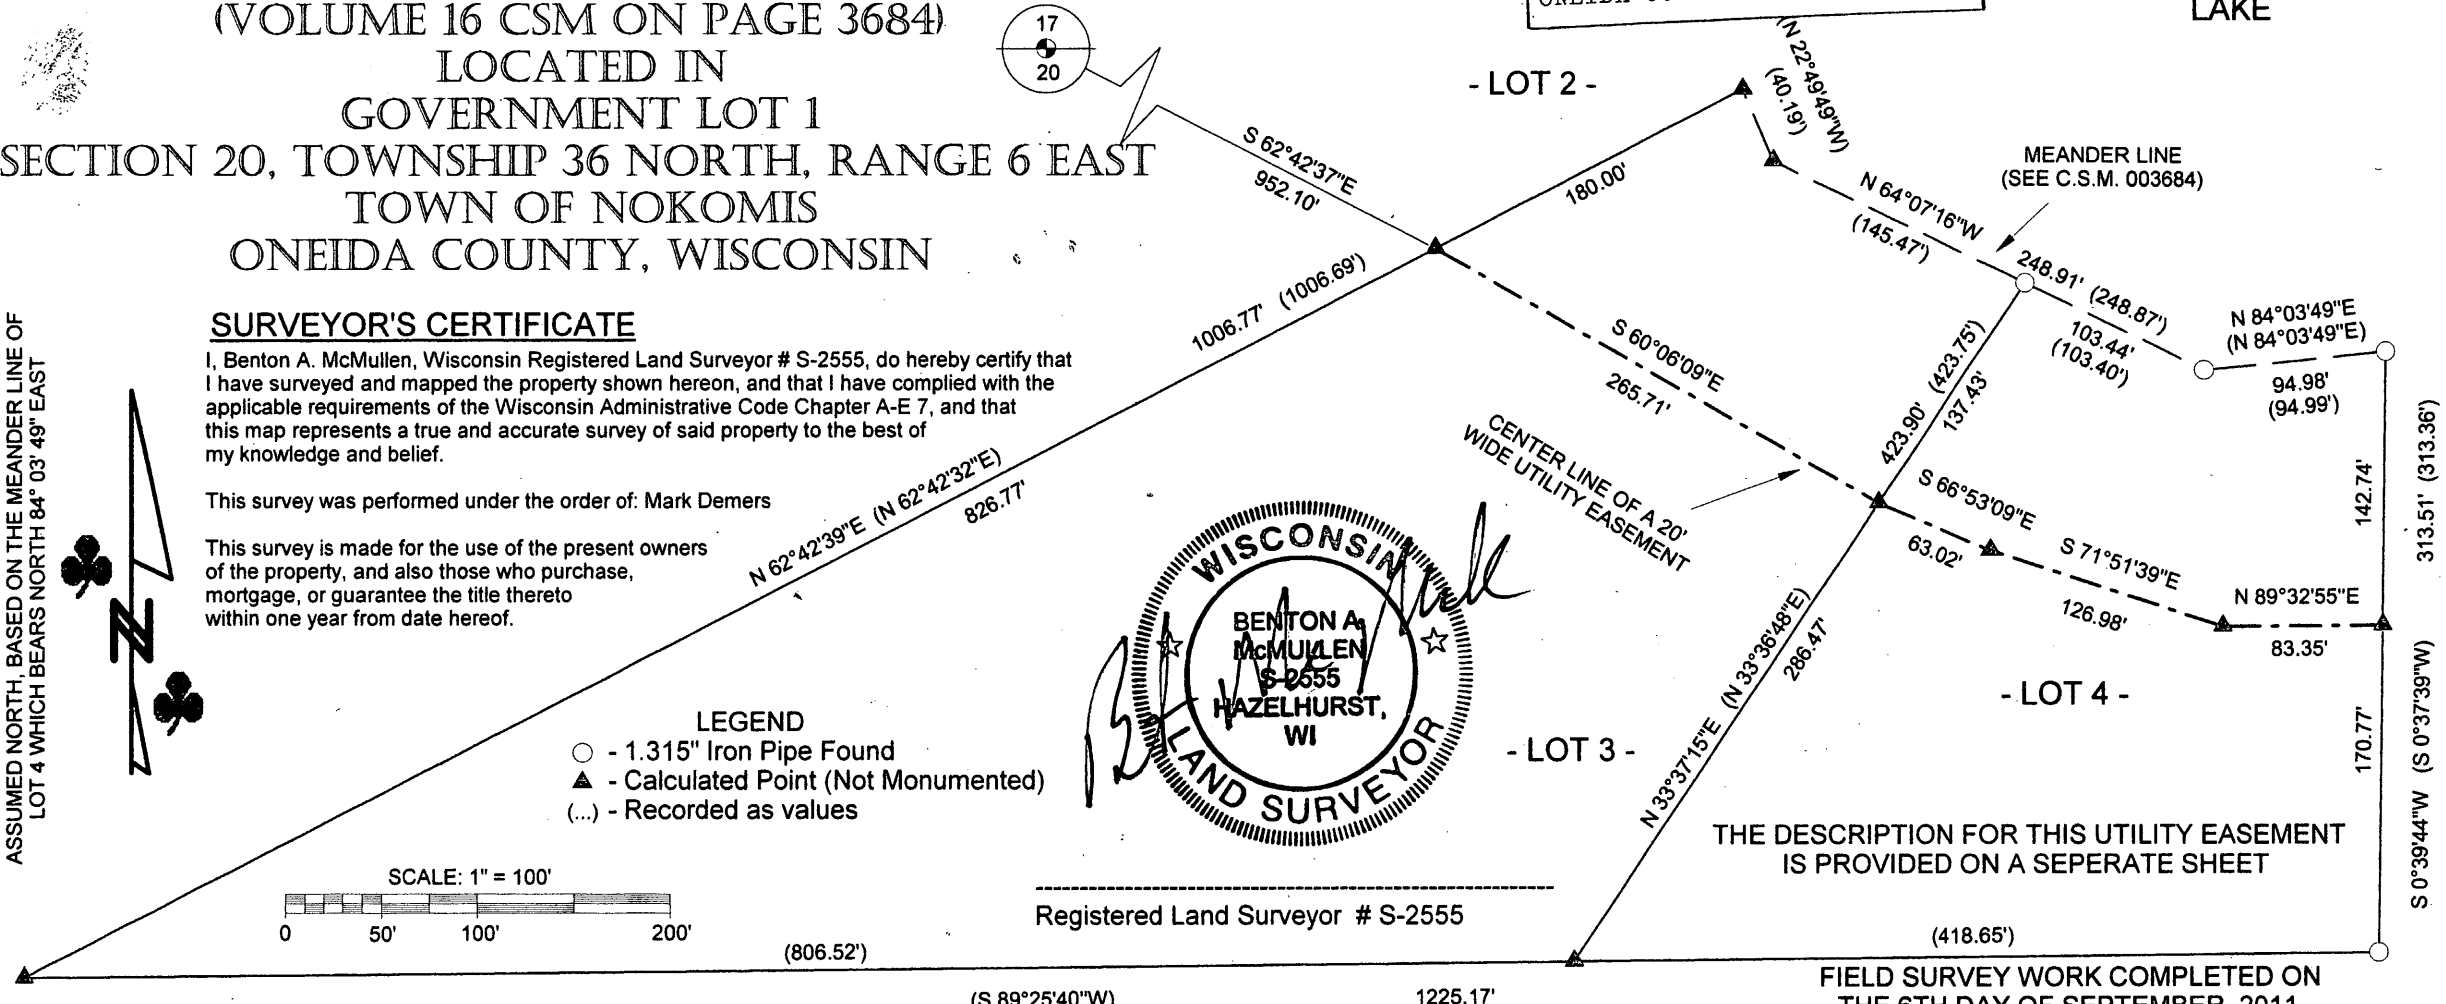 (VOLUME 16 CSM ON PAGE 3684)
LOCATED IN
GOVERNMENT LOT 1
SECTION 20, TOWNSHIP 36 NORTH, RANGE 6 EAST
TOWN OF NOKOMIS
ONEIDA COUNTY, WISCONSIN
17
20
LAKE
- LOT 2 -
(N 22°49'49"W)
(40.19')
MEANDER LINE
(SEE C.S.M. 003684)
S 62°42'37"E
952.10'
180.00'
N 64°07'16"W
(145.47')
248.91' (248.87')
103.44'
(103.40')
N 84°03'49"E
(N 84°03'49"E)
94.98'
(94.99')
1006.77' (1006.69')
N 62°42'39"E (N 62°42'32"E)
826.77'
S 60°06'09"E
265.71'
423.90' (423.75')
137.43'
CENTER LINE OF A 20'
WIDE UTILITY EASEMENT
S 66°53'09"E
63.02'
S 71°51'39"E
126.98'
N 89°32'55"E
83.35'
142.74'
313.51' (313.36')
170.77'
S 0°39'44"W (S 0°37'39"W)
N 33°37'15"E (N 33°36'48"E)
286.47'
- LOT 4 -
- LOT 3 -
ASSUMED NORTH, BASED ON THE MEANDER LINE OF
LOT 4 WHICH BEARS NORTH 84° 03' 49" EAST
N
SURVEYOR'S CERTIFICATE
I, Benton A. McMullen, Wisconsin Registered Land Surveyor # S-2555, do hereby certify that
I have surveyed and mapped the property shown hereon, and that I have complied with the
applicable requirements of the Wisconsin Administrative Code Chapter A-E 7, and that
this map represents a true and accurate survey of said property to the best of
my knowledge and belief.
This survey was performed under the order of: Mark Demers
This survey is made for the use of the present owners
of the property, and also those who purchase,
mortgage, or guarantee the title thereto
within one year from date hereof.
LEGEND
- 1.315" Iron Pipe Found
- Calculated Point (Not Monumented)
(...) - Recorded as values
WISCONSIN
BENTON A.
McMULLEN
S-2555
HAZELHURST,
WI
LAND SURVEYOR
THE DESCRIPTION FOR THIS UTILITY EASEMENT
IS PROVIDED ON A SEPERATE SHEET
SCALE: 1" = 100'
0 50' 100' 200'
Registered Land Surveyor # S-2555
(806.52')
(418.65')
(S 89°25'40"W)
1225.17'
FIELD SURVEY WORK COMPLETED ON
THE 6TH DAY OF SEPTEMBER, 2011